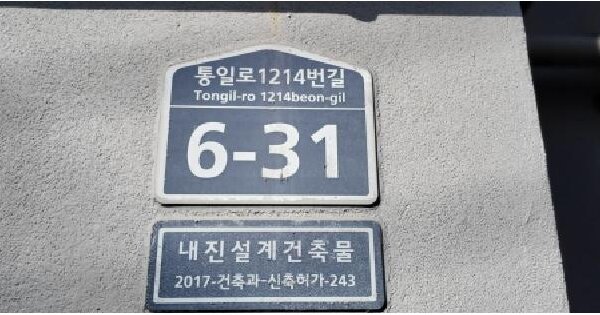 통일로1214번길
Tongil-ro 1214beon-gil
6-31
내진설계건축물
2017-건축과-신축허가-243